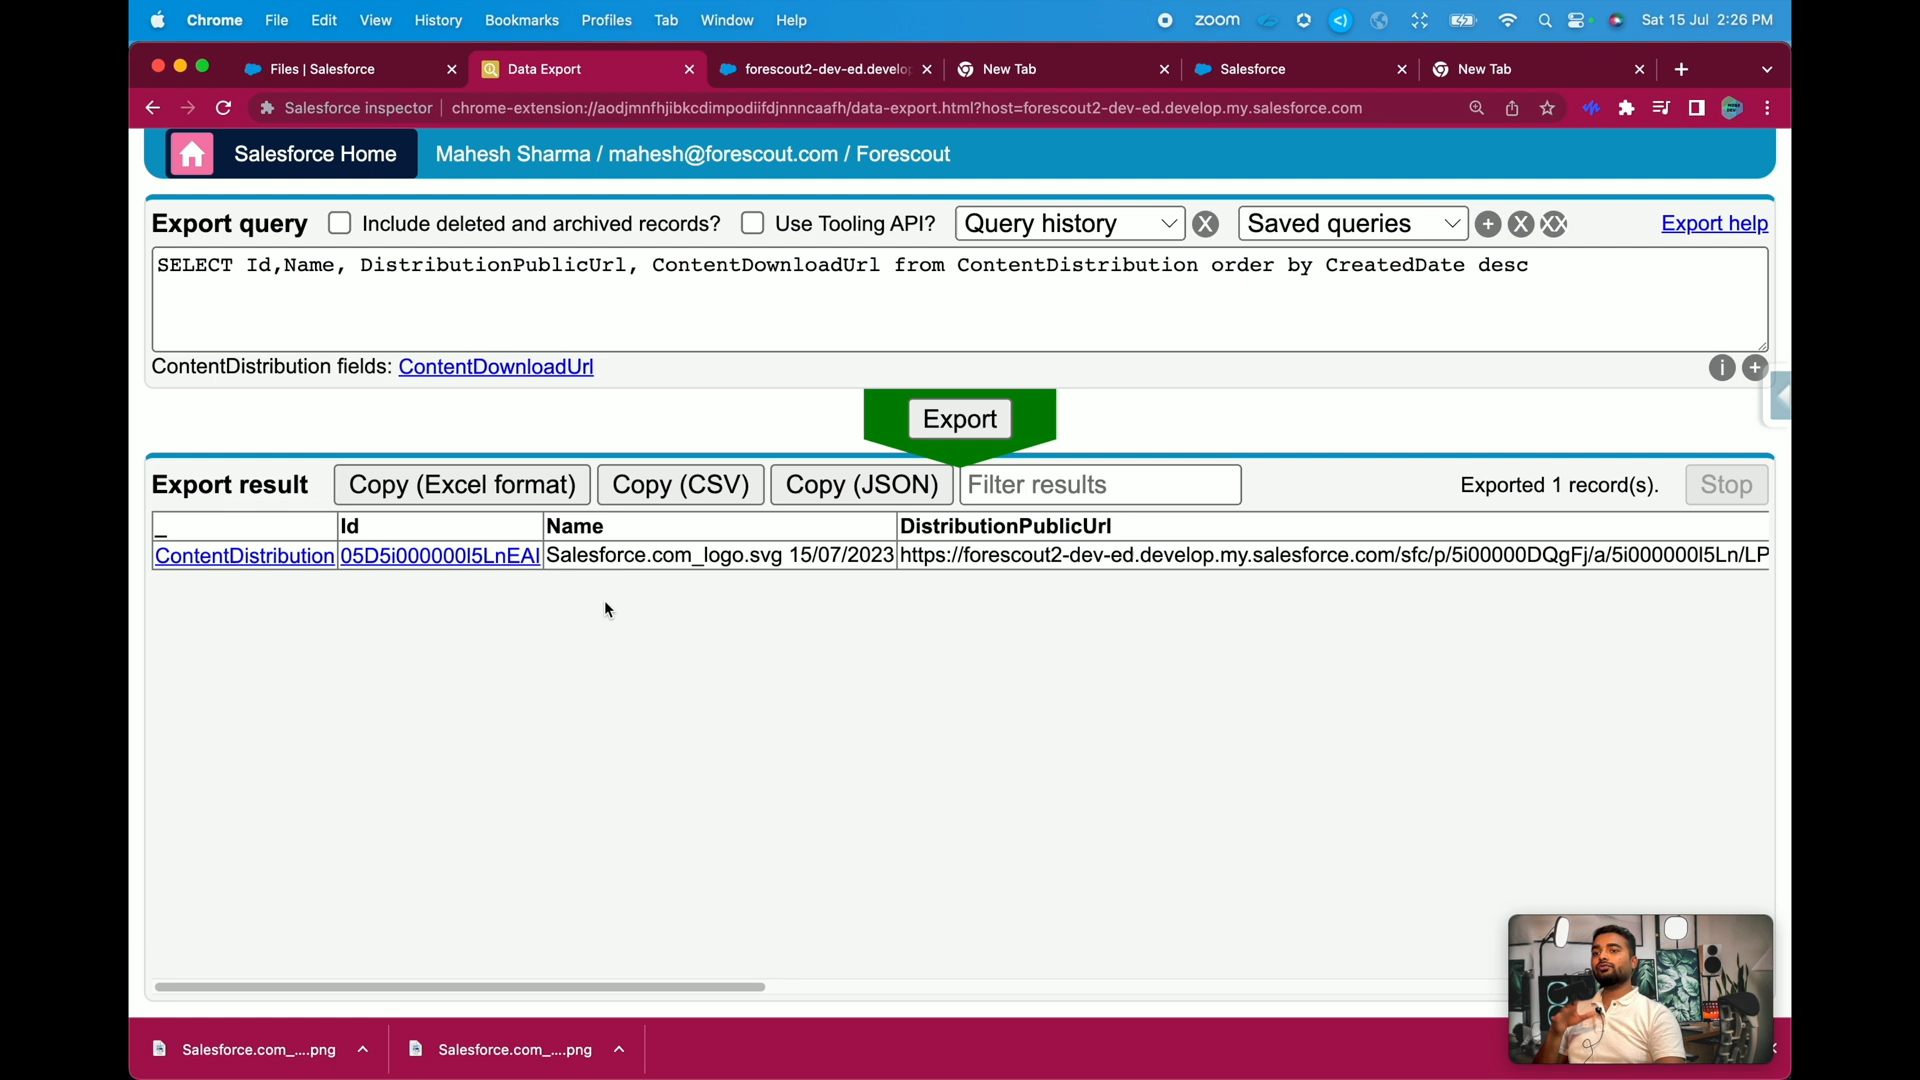 Chrome File Edit View History Bookmarks Profiles Tab Window Help zoom Sat 15 Jul 2:26 PM
Files | Salesforce Data Export forescout2-dev-ed.develop New Tab Salesforce New Tab
Salesforce inspector chrome-extension://aodjmnfhjibkcdimpodiifdjnnncaafh/data-export.html?host=forescout2-dev-ed.develop.my.salesforce.com
Salesforce Home Mahesh Sharma / mahesh@forescout.com / Forescout
Export query Include deleted and archived records? Use Tooling API? Query history X Saved queries + X XX Export help
SELECT Id,Name, DistributionPublicUrl, ContentDownloadUrl from ContentDistribution order by CreatedDate desc
ContentDistribution fields: ContentDownloadUrl i +
Export
Export result Copy (Excel format) Copy (CSV) Copy (JSON) Filter results Exported 1 record(s). Stop
_ Id Name DistributionPublicUrl
ContentDistribution 05D5i000000I5LnEAI Salesforce.com_logo.svg 15/07/2023 https://forescout2-dev-ed.develop.my.salesforce.com/sfc/p/5i00000DQgFj/a/5i000000I5Ln/LP
Salesforce.com_....png Salesforce.com_....png